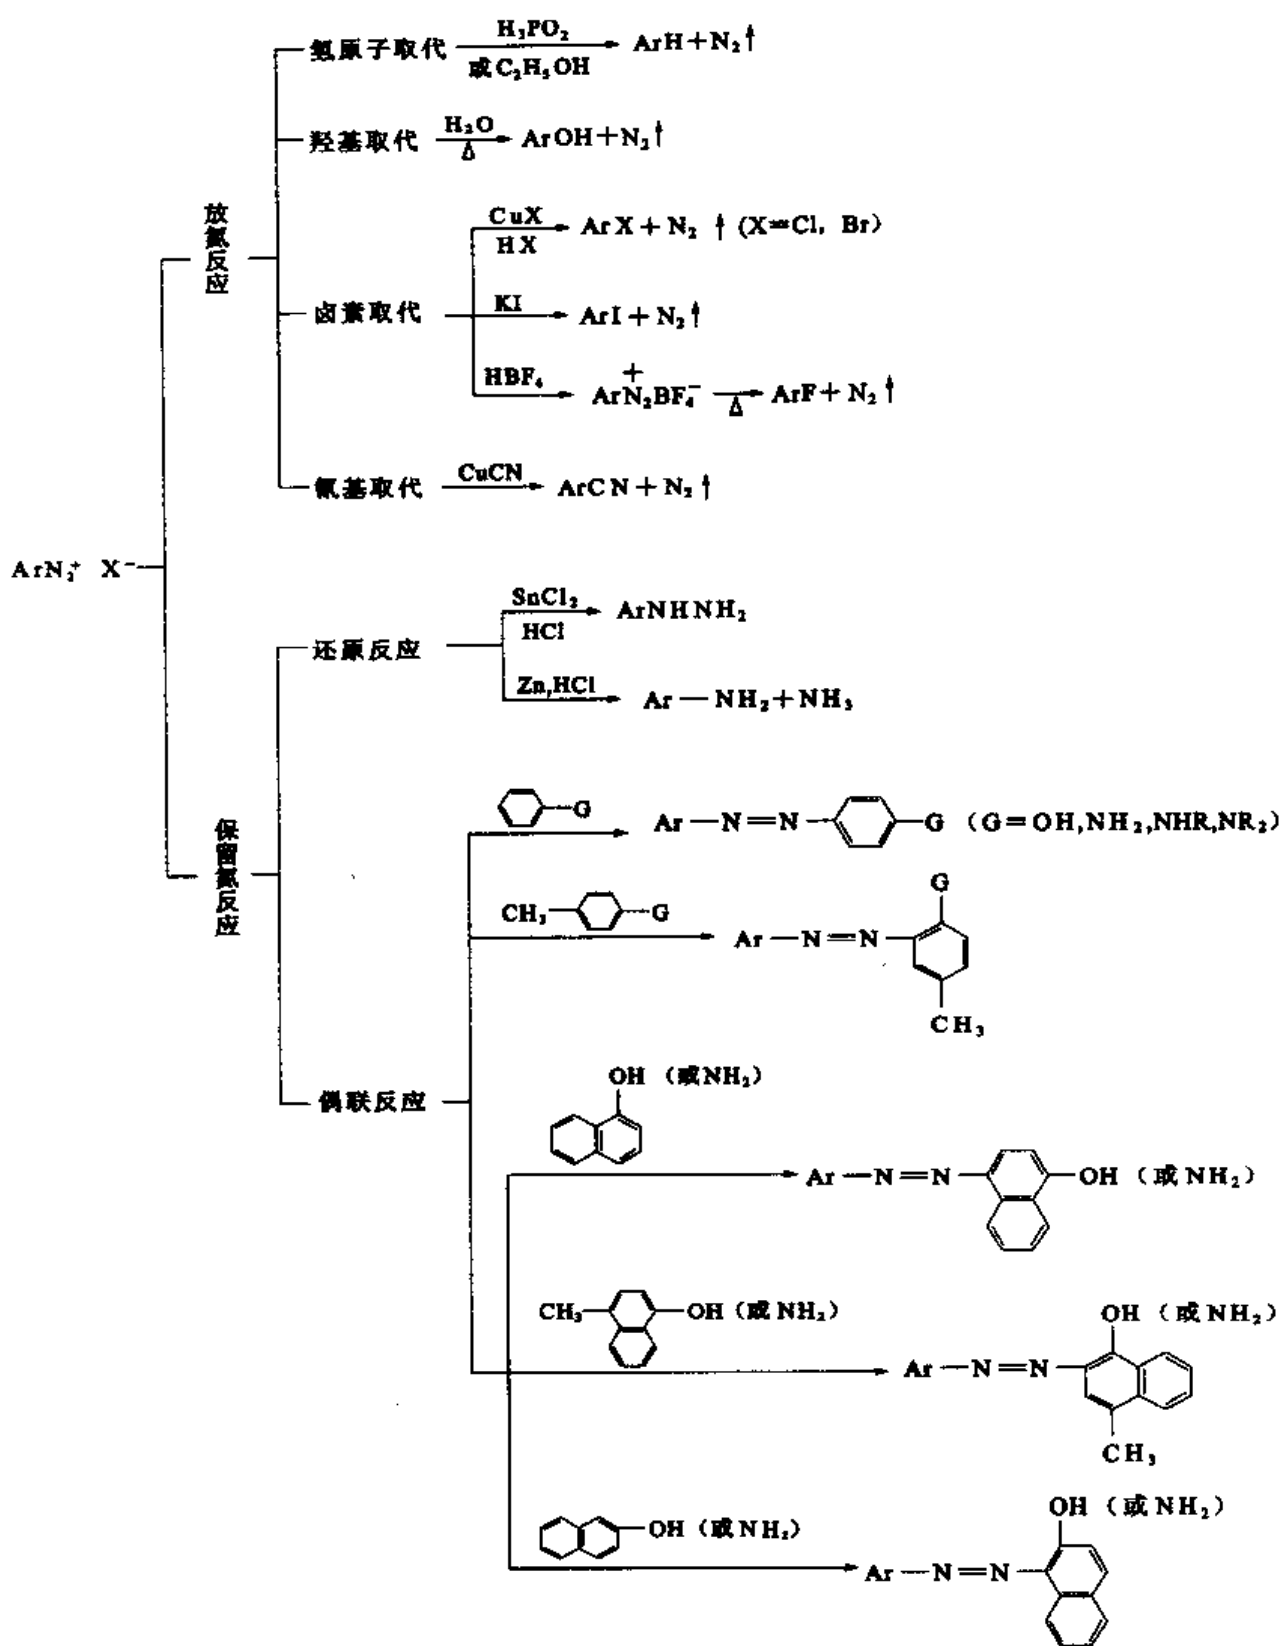 氢原子取代 H₃PO₂ 或C₂H₅OH ArH+N₂↑
羟基取代 H₂O Δ ArOH+N₂↑
放氮反应
CuX HX ArX+N₂↑(X=Cl, Br)
卤素取代 KI ArI+N₂↑
HBF₄ ArN₂⁺BF₄⁻ Δ ArF+N₂↑
氰基取代 CuCN ArCN+N₂↑
ArN₂⁺ X⁻
SnCl₂ HCl ArNHNH₂
还原反应
Zn,HCl Ar—NH₂+NH₃
保留氮反应
G Ar—N=N G (G=OH,NH₂,NHR,NR₂)
CH₃ G Ar—N=N G CH₃
偶联反应
OH (或NH₂)
Ar—N=N OH (或NH₂)
CH₃ OH (或NH₂)
OH (或NH₂)
Ar—N=N
CH₃
OH (或NH₂)
OH (或NH₂)
Ar—N=N